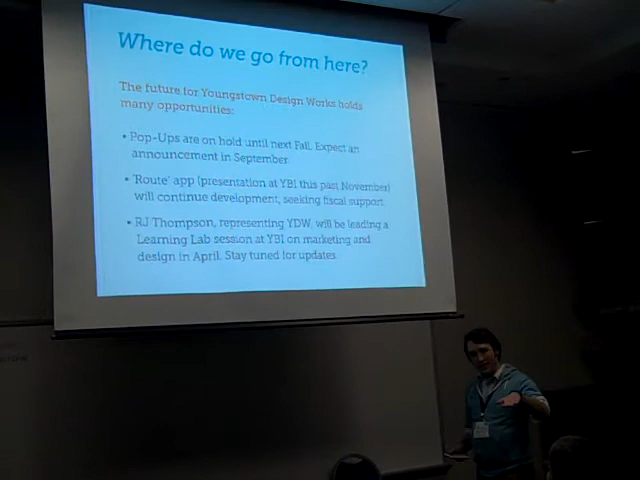 Where do we go from here?
The future for Youngstown Design Works holds
many opportunities:
• Pop-Ups are on hold until next Fall. Expect an
announcement in September.
• 'Route' app (presentation at YBI this past November)
will continue development, seeking fiscal support.
• RJ Thompson, representing YDW, will be leading a
Learning Lab session at YBI on marketing and
design in April. Stay tuned for updates.